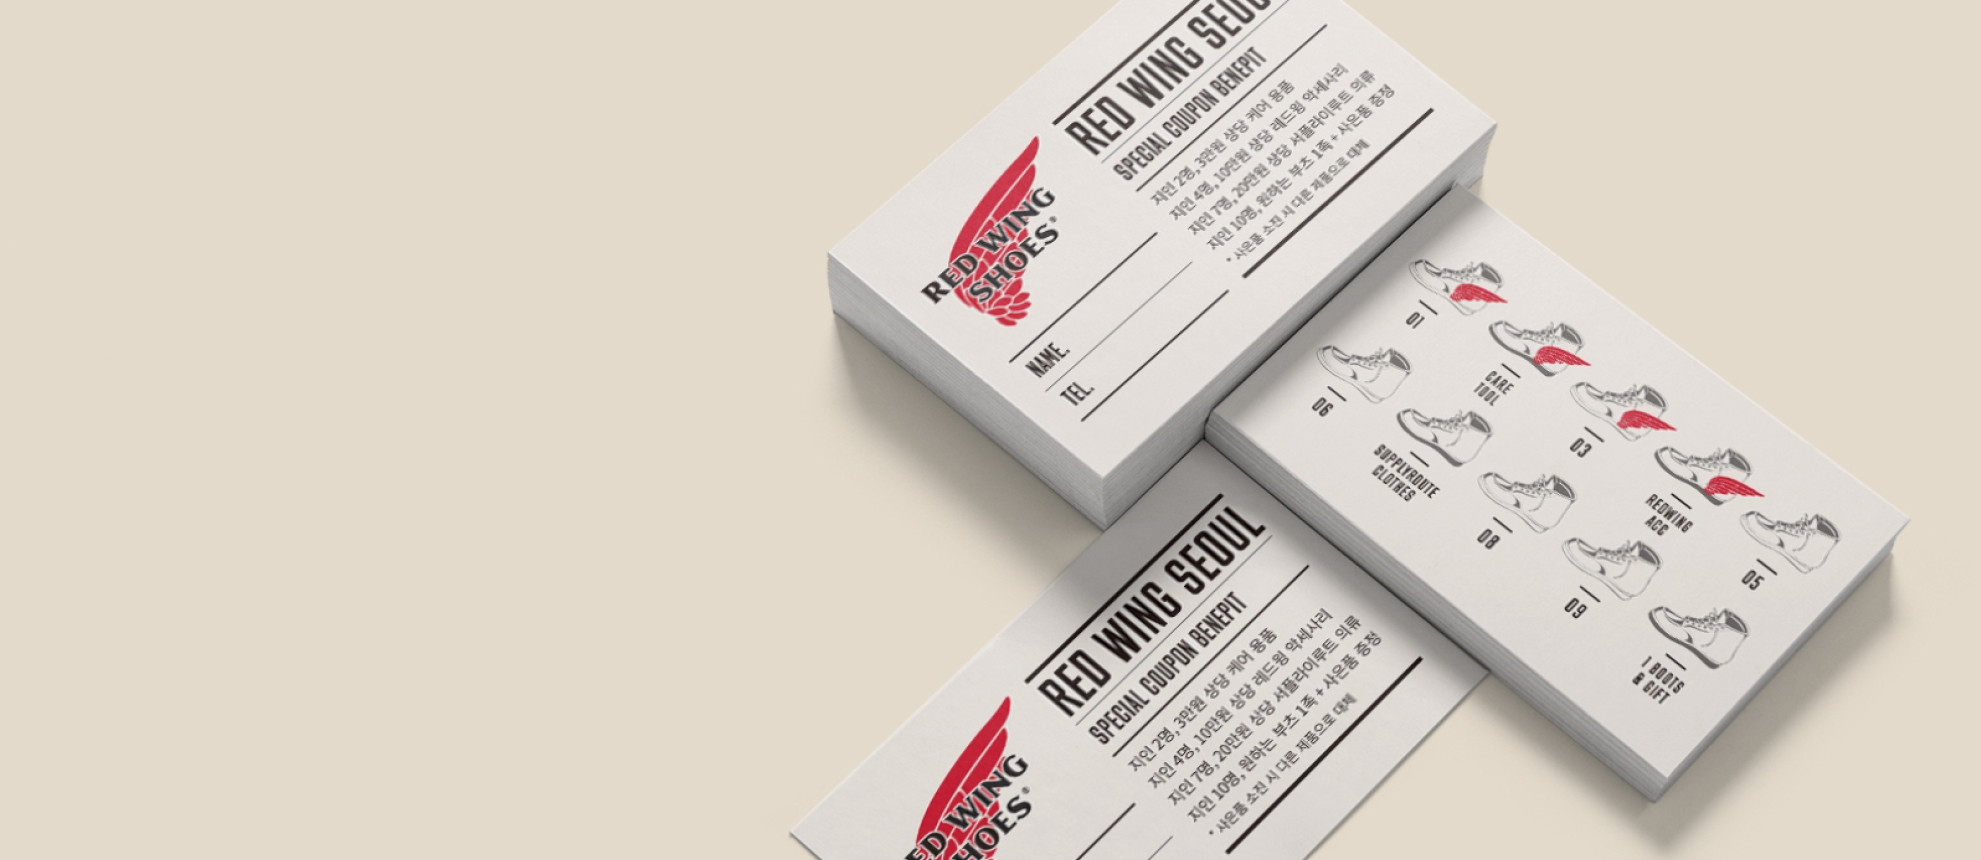 RED WING SEOU
SPECIAL COUPON BENEPIT
지인 2명, 3만원 상당 케어 용품
지인 4명, 10만원 상당 레드윙 악세사리
지인 7명, 20만원 상당 서플라이루트 의류
지인 10명, 원하는 부츠 1족 + 사은품 증정
* 사은품 소진 시 다른 제품으로 대체
RED WING
SHOES®
NAME.
TEL.
01
CARE
TOOL
03
REDWING
ACC
05
06
SUPPLYROUTE
CLOTHES
08
09
1 BOOTS
& GIFT
RED WING SEOUL
SPECIAL COUPON BENEPIT
지인 2명, 3만원 상당 케어 용품
지인 4명, 10만원 상당 레드윙 악세사리
지인 7명, 20만원 상당 서플라이루트 의류
지인 10명, 원하는 부츠 1족 + 사은품 증정
* 사은품 소진 시 다른 제품으로 대체
ED WING
HOES®